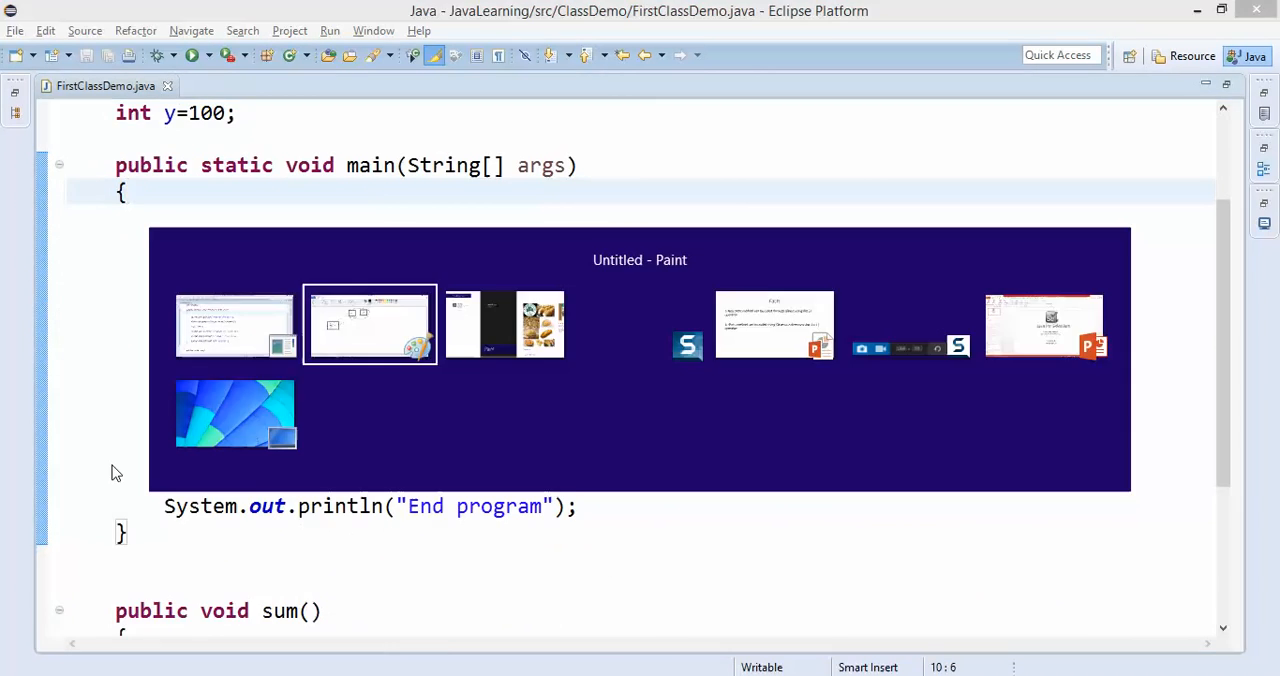 Java - JavaLearning/src/ClassDemo/FirstClassDemo.java - Eclipse Platform
File Edit Source Refactor Navigate Search Project Run Window Help
Quick Access
Resource
Java
FirstClassDemo.java
int y=100;
public static void main(String[] args)
{
Untitled - Paint
System.out.println("End program");
}
public void sum()
{
Writable
Smart Insert
10 : 6